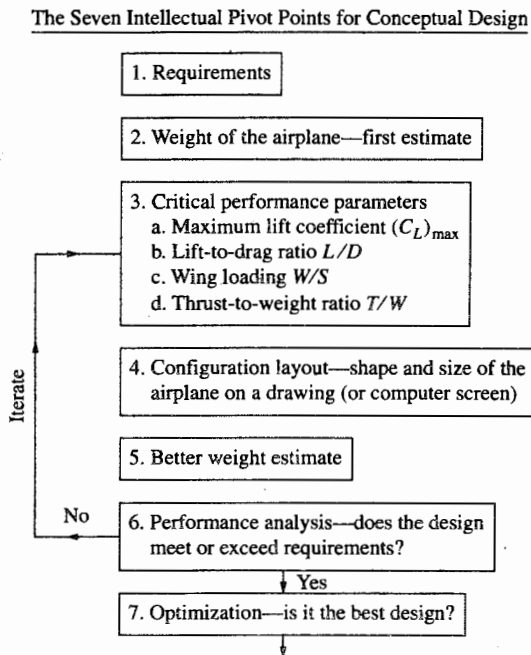 The Seven Intellectual Pivot Points for Conceptual Design
1. Requirements
2. Weight of the airplane—first estimate
3. Critical performance parameters
a. Maximum lift coefficient (C_L)_max
b. Lift-to-drag ratio L/D
c. Wing loading W/S
d. Thrust-to-weight ratio T/W
4. Configuration layout—shape and size of the
airplane on a drawing (or computer screen)
5. Better weight estimate
Iterate
No
6. Performance analysis—does the design
meet or exceed requirements?
Yes
7. Optimization—is it the best design?